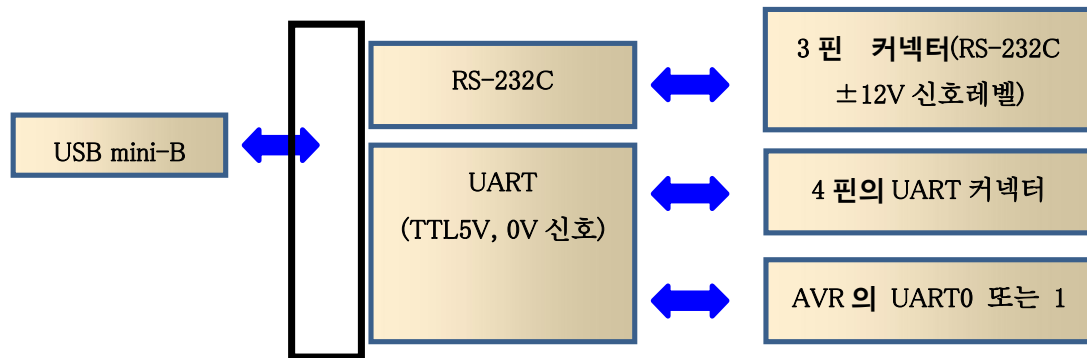 USB mini-B
RS-232C
UART
(TTL5V, 0V 신호)
3 핀 커넥터(RS-232C
±12V 신호레벨)
4 핀의 UART 커넥터
AVR 의 UART0 또는 1